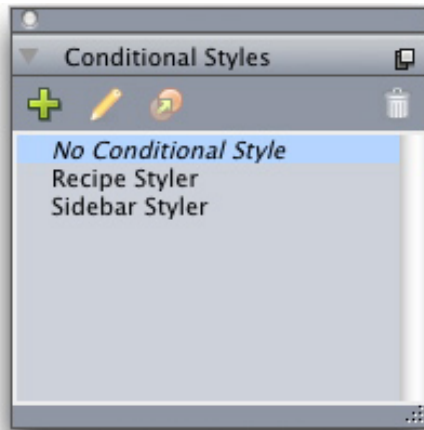 Conditional Styles
No Conditional Style
Recipe Styler
Sidebar Styler